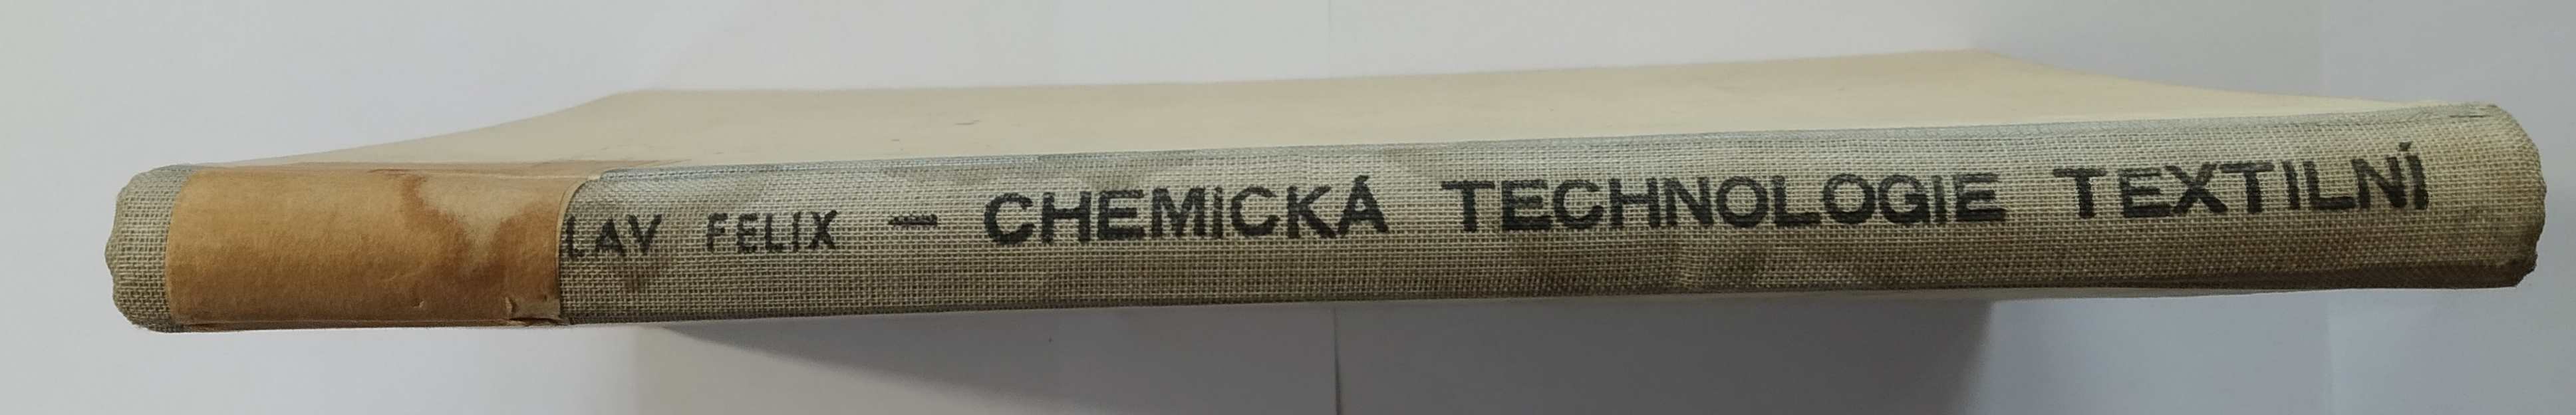 LAV FELIX – CHEMICKÁ TECHNOLOGIE TEXTILNÍ